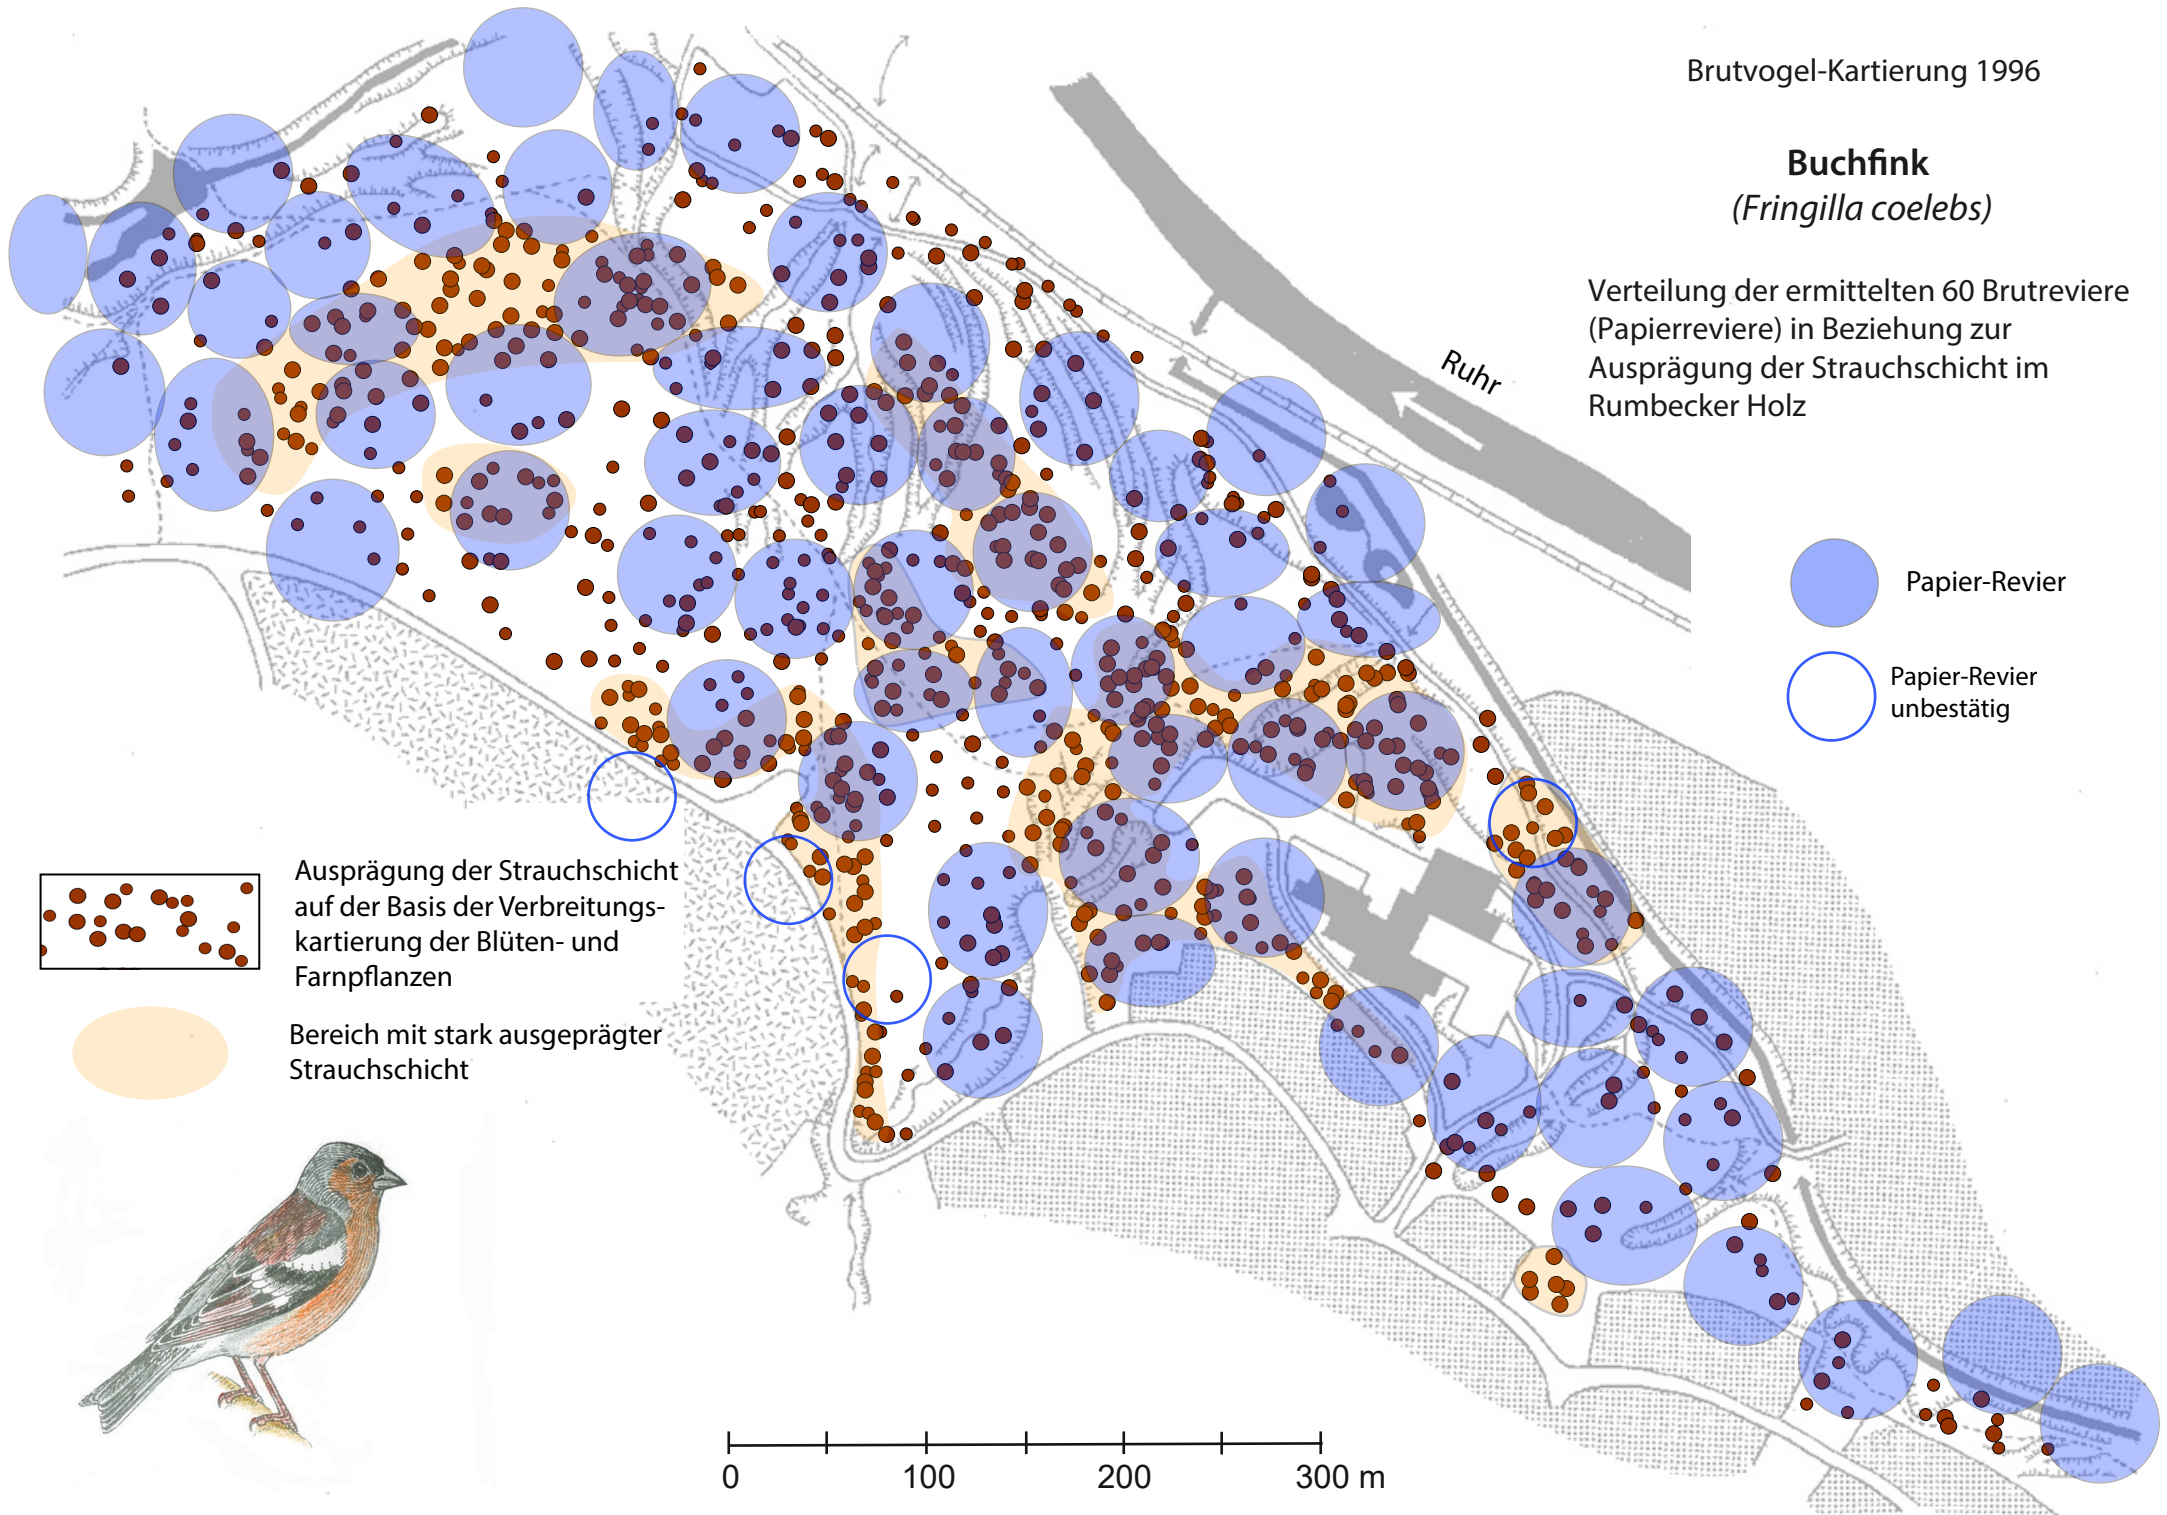 Brutvogel-Kartierung 1996
Buchfink
(Fringilla coelebs)
Verteilung der ermittelten 60 Brutreviere
(Papierreviere) in Beziehung zur
Ausprägung der Strauchschicht im
Rumbecker Holz
Ruhr
Papier-Revier
Papier-Revier
unbestätig
Ausprägung der Strauchschicht
auf der Basis der Verbreitungs-
kartierung der Blüten- und
Farnpflanzen
Bereich mit stark ausgeprägter
Strauchschicht
0 100 200 300 m